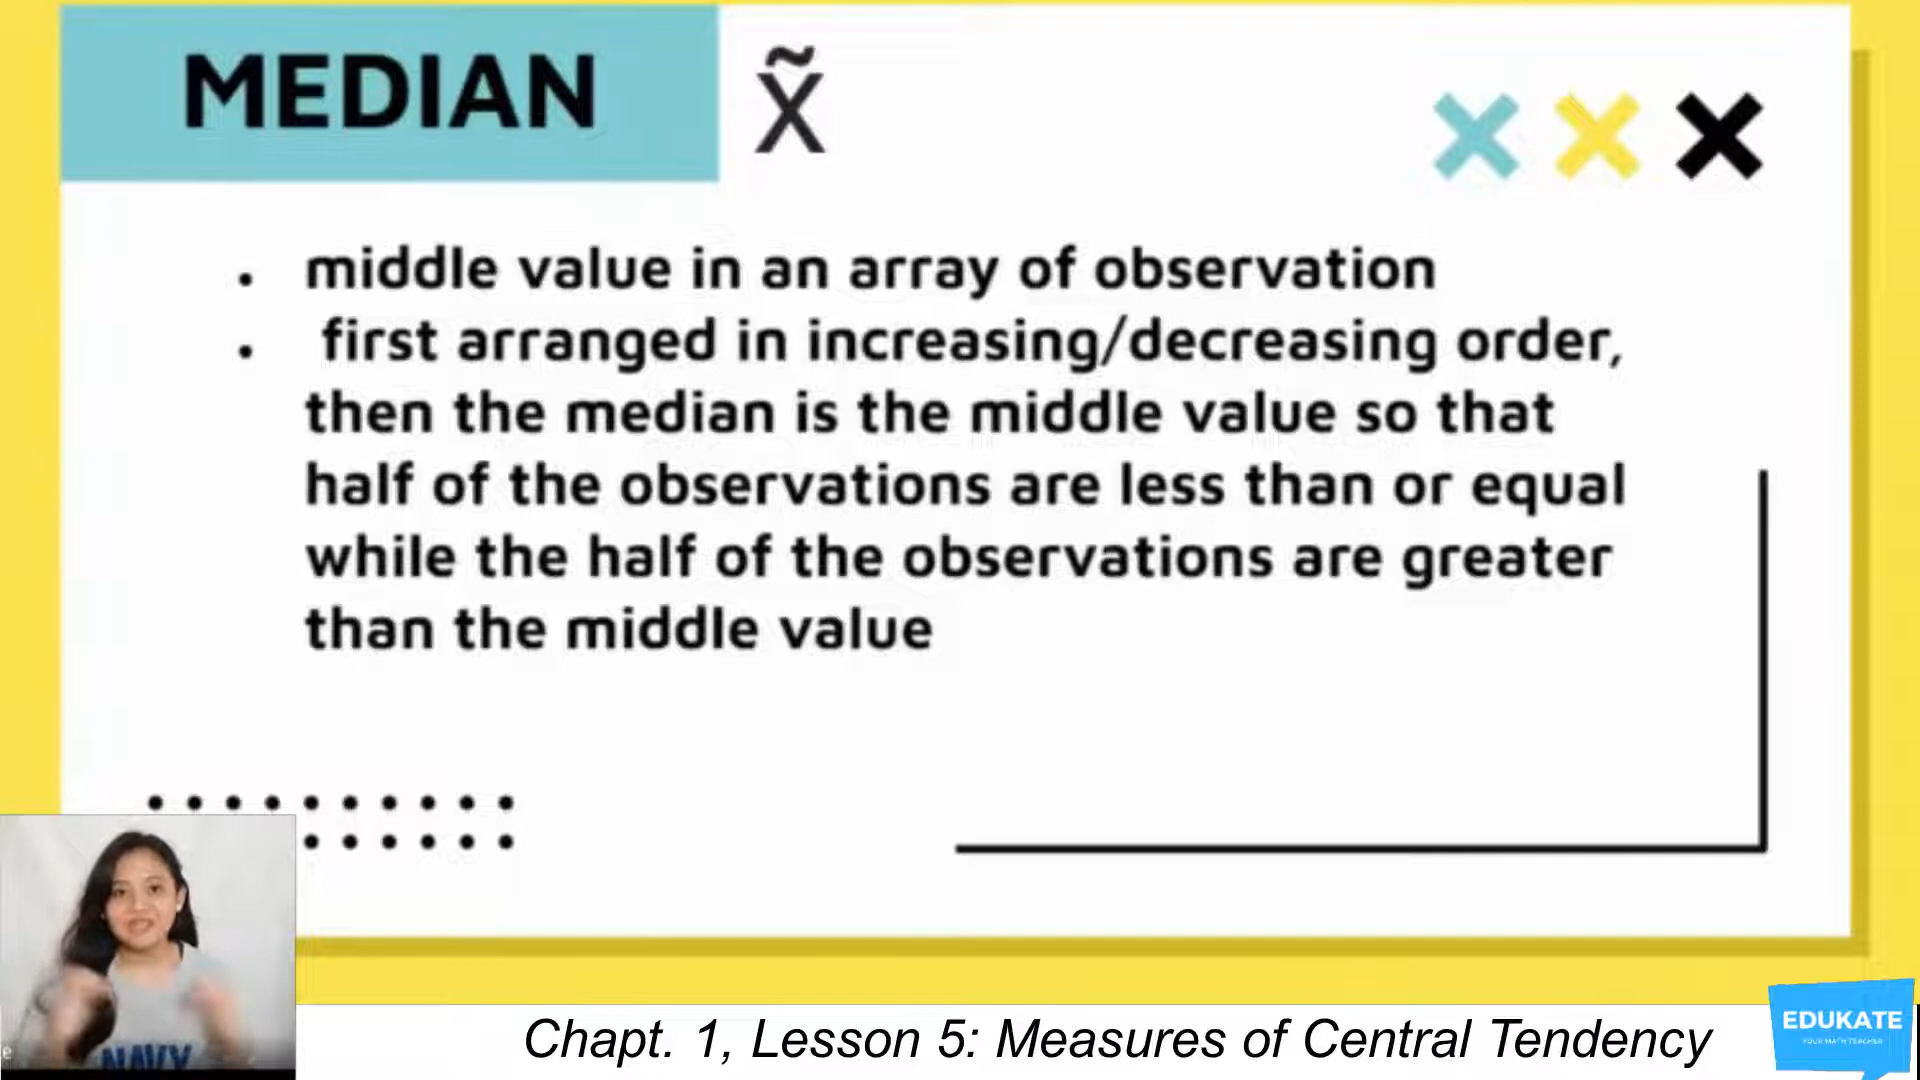 MEDIAN
x̃
• middle value in an array of observation
• first arranged in increasing/decreasing order,
then the median is the middle value so that
half of the observations are less than or equal
while the half of the observations are greater
than the middle value
NAVY
e
Chapt. 1, Lesson 5: Measures of Central Tendency
EDUKATE
YOUR MATH TEACHER